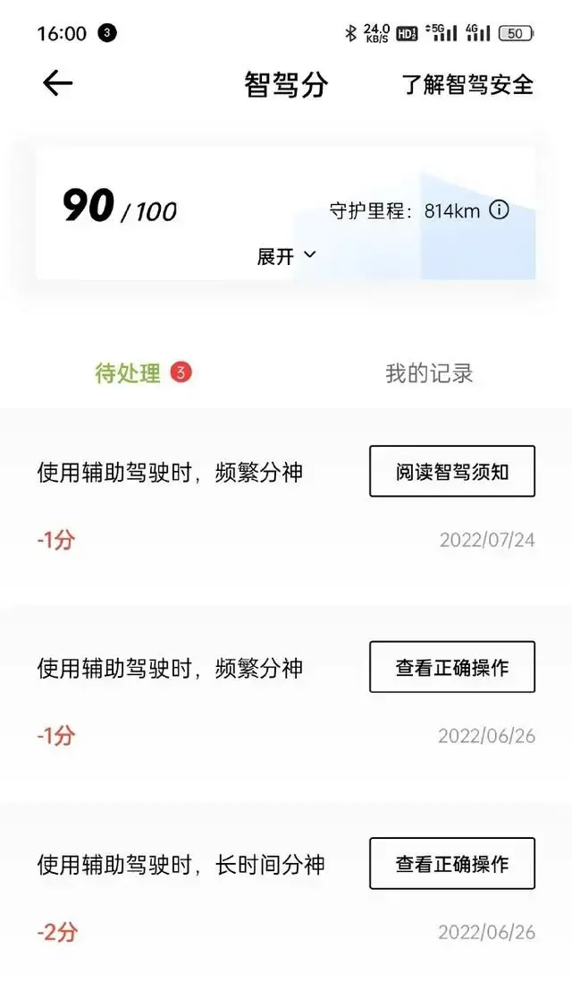 16:00 3 24.0 KB/S HD2 5G 4G 50
智驾分 了解智驾安全
90 / 100 守护里程：814km
展开
待处理 3 我的记录
使用辅助驾驶时，频繁分神 阅读智驾须知
-1分 2022/07/24
使用辅助驾驶时，频繁分神 查看正确操作
-1分 2022/06/26
使用辅助驾驶时，长时间分神 查看正确操作
-2分 2022/06/26